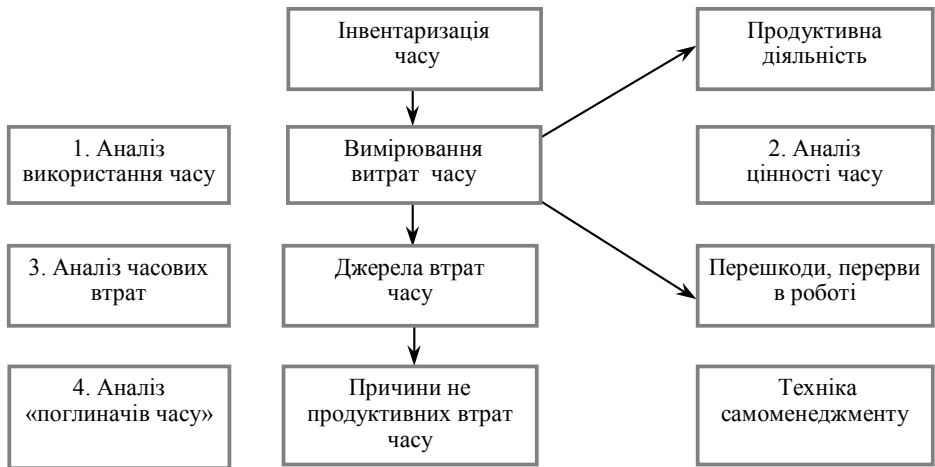 Інвентаризація
часу
Продуктивна
діяльність
1. Аналіз
використання часу
Вимірювання
витрат часу
2. Аналіз
цінності часу
3. Аналіз часових
втрат
Джерела втрат
часу
Перешкоди, перерви
в роботі
4. Аналіз
«поглиначів часу»
Причини не
продуктивних втрат
часу
Техніка
самоменеджменту